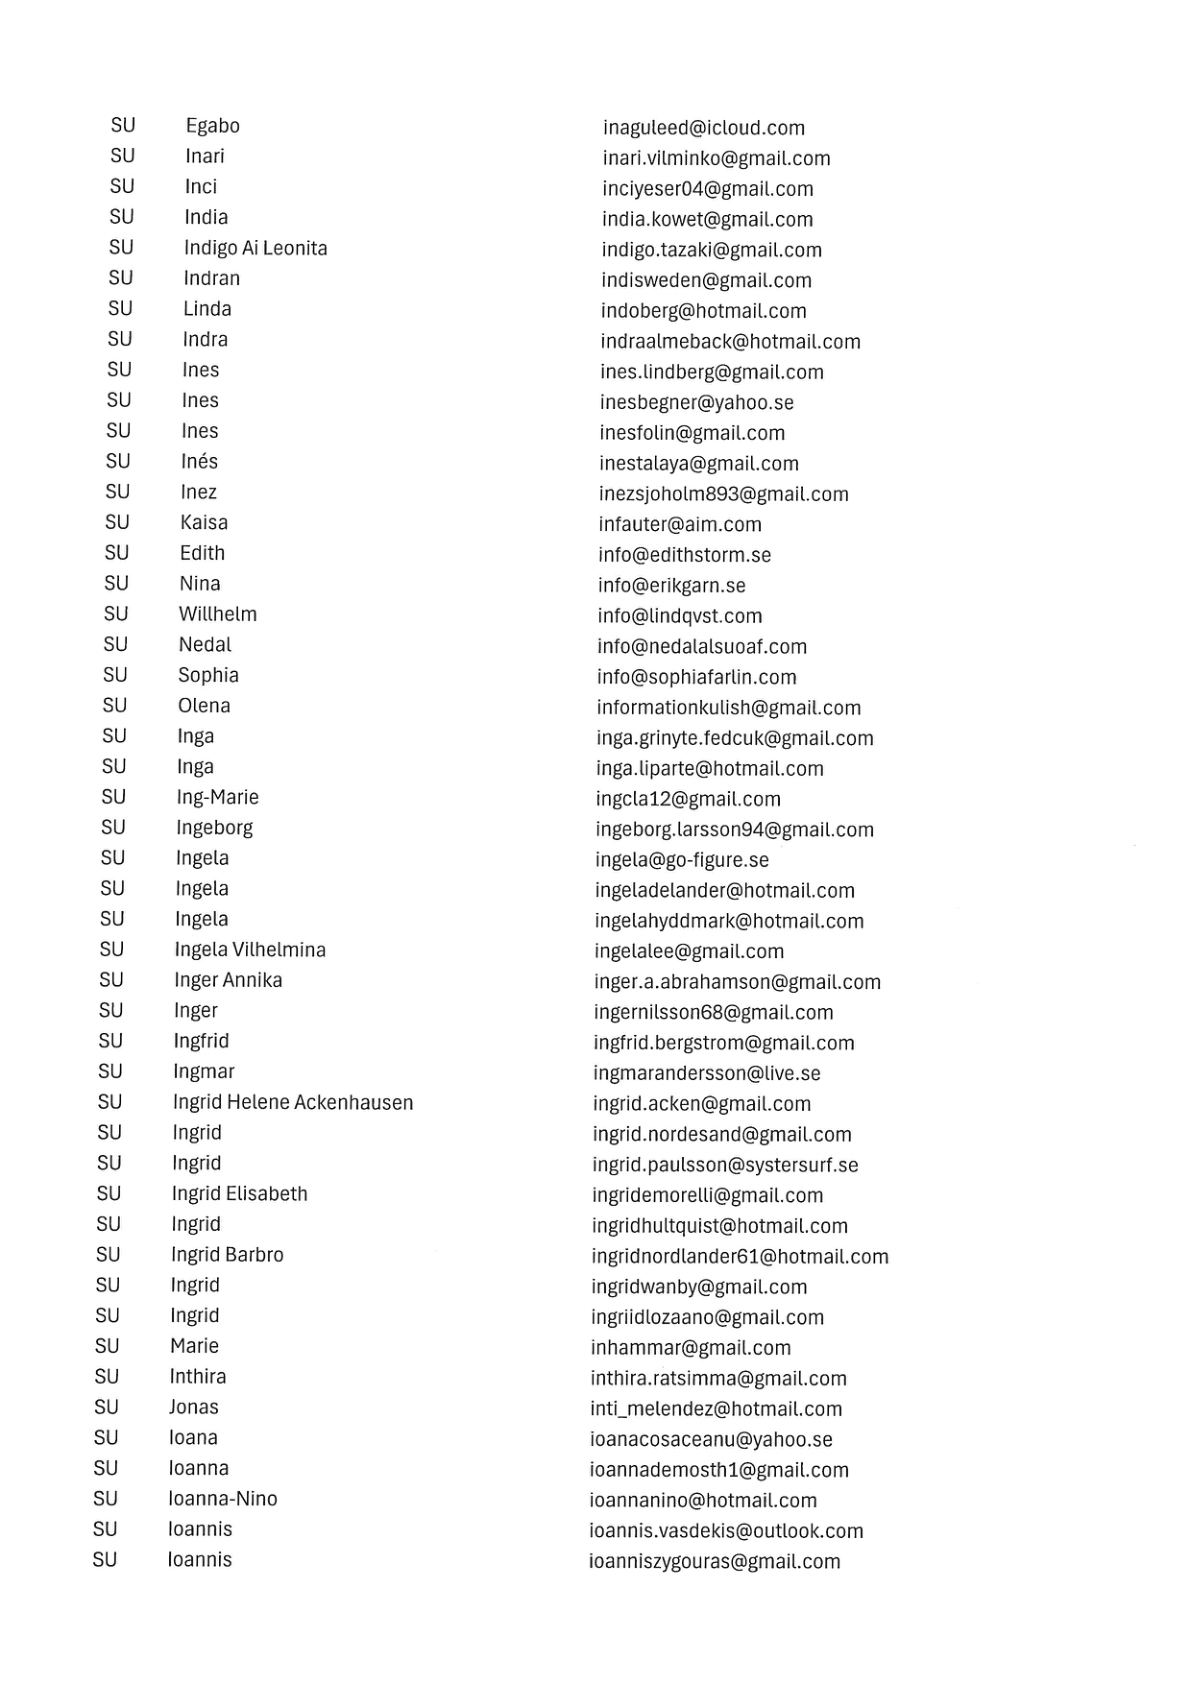 SU Egabo inaguleed@icloud.com
SU Inari inari.vilminko@gmail.com
SU Inci inciyeser04@gmail.com
SU India india.kowet@gmail.com
SU Indigo Ai Leonita indigo.tazaki@gmail.com
SU Indran indisweden@gmail.com
SU Linda indoberg@hotmail.com
SU Indra indraalmeback@hotmail.com
SU Ines ines.lindberg@gmail.com
SU Ines inesbegner@yahoo.se
SU Ines inesfolin@gmail.com
SU Inés inestalaya@gmail.com
SU Inez inezsjoholm893@gmail.com
SU Kaisa infauter@aim.com
SU Edith info@edithstorm.se
SU Nina info@erikgarn.se
SU Willhelm info@lindqvst.com
SU Nedal info@nedalalsuoaf.com
SU Sophia info@sophiafarlin.com
SU Olena informationkulish@gmail.com
SU Inga inga.grinyte.fedcuk@gmail.com
SU Inga inga.liparte@hotmail.com
SU Ing-Marie ingcla12@gmail.com
SU Ingeborg ingeborg.larsson94@gmail.com
SU Ingela ingela@go-figure.se
SU Ingela ingeladelander@hotmail.com
SU Ingela ingelahyddmark@hotmail.com
SU Ingela Vilhelmina ingelalee@gmail.com
SU Inger Annika inger.a.abrahamson@gmail.com
SU Inger ingernilsson68@gmail.com
SU Ingfrid ingfrid.bergstrom@gmail.com
SU Ingmar ingmarandersson@live.se
SU Ingrid Helene Ackenhausen ingrid.acken@gmail.com
SU Ingrid ingrid.nordesand@gmail.com
SU Ingrid ingrid.paulsson@systersurf.se
SU Ingrid Elisabeth ingridemorelli@gmail.com
SU Ingrid ingridhultquist@hotmail.com
SU Ingrid Barbro ingridnordlander61@hotmail.com
SU Ingrid ingridwanby@gmail.com
SU Ingrid ingriidlozaano@gmail.com
SU Marie inhammar@gmail.com
SU Inthira inthira.ratsimma@gmail.com
SU Jonas inti_melendez@hotmail.com
SU Ioana ioanacosaceanu@yahoo.se
SU Ioanna ioannademosth1@gmail.com
SU Ioanna-Nino ioannanino@hotmail.com
SU Ioannis ioannis.vasdekis@outlook.com
SU Ioannis ioanniszygouras@gmail.com